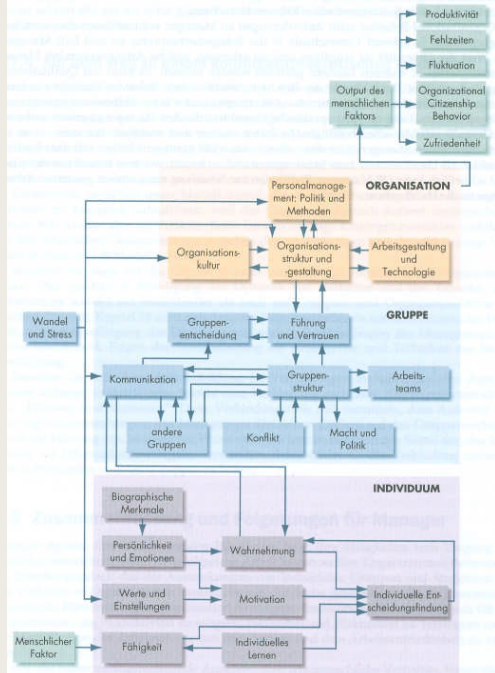 Produktivität
Fehlzeiten
Fluktuation
Output des
menschlichen
Faktors
Organizational
Citizenship
Behavior
Zufriedenheit
ORGANISATION
Personalmanage-
ment: Politik und
Methoden
Organisations-
kultur
Organisations-
struktur und
-gestaltung
Arbeitsgestaltung
und
Technologie
GRUPPE
Wandel
und Stress
Gruppen-
entscheidung
Führung
und Vertrauen
Kommunikation
Gruppen-
struktur
Arbeits-
teams
andere
Gruppen
Konflikt
Macht und
Politik
INDIVIDUUM
Biographische
Merkmale
Persönlichkeit
und Emotionen
Wahrnehmung
Werte und
Einstellungen
Motivation
Individuelle Ent-
scheidungsfindung
Menschlicher
Faktor
Fähigkeit
Individuelles
Lernen